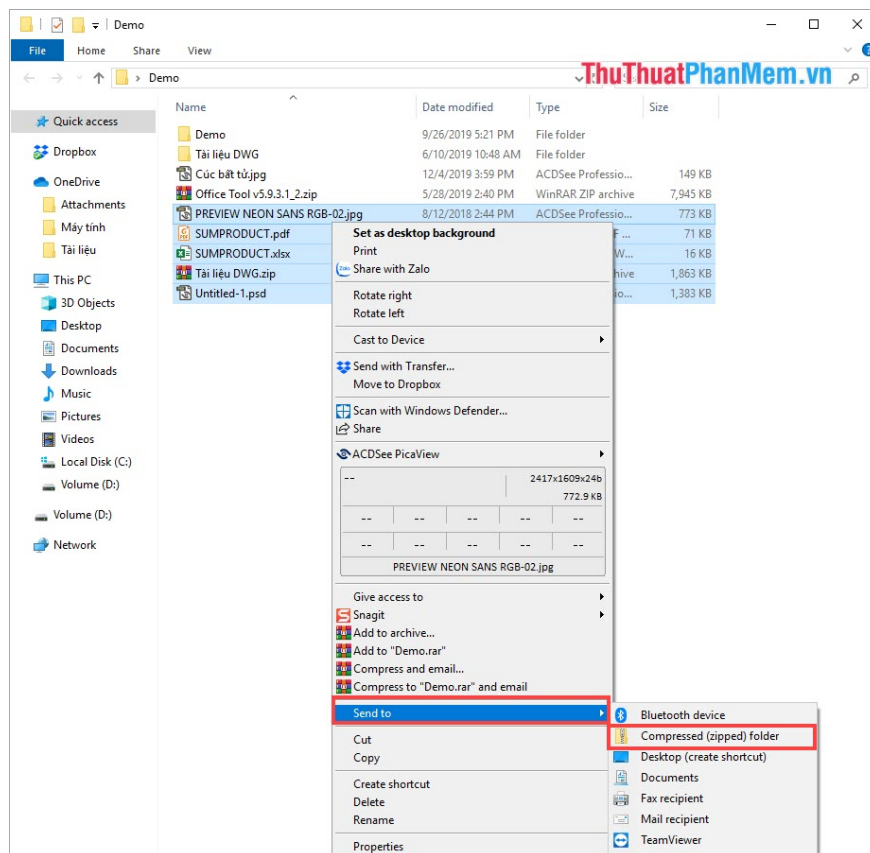 Demo
File Home Share View
Demo
ThuThuatPhanMem.vn
Name Date modified Type Size
Quick access
Dropbox
OneDrive
Attachments
Máy tính
Tài liệu
This PC
3D Objects
Desktop
Documents
Downloads
Music
Pictures
Videos
Local Disk (C:)
Volume (D:)
Volume (D:)
Network
Demo 9/26/2019 5:21 PM File folder
Tài liệu DWG 6/10/2019 10:48 AM File folder
Cúc bất tử.jpg 12/4/2019 3:59 PM ACDSee Professio... 149 KB
Office Tool v5.9.3.1_2.zip 5/28/2019 2:40 PM WinRAR ZIP archive 7,945 KB
PREVIEW NEON SANS RGB-02.jpg 8/12/2018 2:44 PM ACDSee Professio... 773 KB
SUMPRODUCT.pdf F ... 71 KB
SUMPRODUCT.xlsx W... 16 KB
Tài liệu DWG.zip hive 1,863 KB
Untitled-1.psd io... 1,383 KB
Set as desktop background
Print
Zalo Share with Zalo
Rotate right
Rotate left
Cast to Device
Send with Transfer...
Move to Dropbox
Scan with Windows Defender...
Share
ACDSee PicaView
-- 2417x1609x24b
772.9 KB
-- -- -- -- --
-- -- -- -- --
PREVIEW NEON SANS RGB-02.jpg
Give access to
Snagit
Add to archive...
Add to "Demo.rar"
Compress and email...
Compress to "Demo.rar" and email
Send to
Cut
Copy
Create shortcut
Delete
Rename
Properties
Bluetooth device
Compressed (zipped) folder
Desktop (create shortcut)
Documents
Fax recipient
Mail recipient
TeamViewer